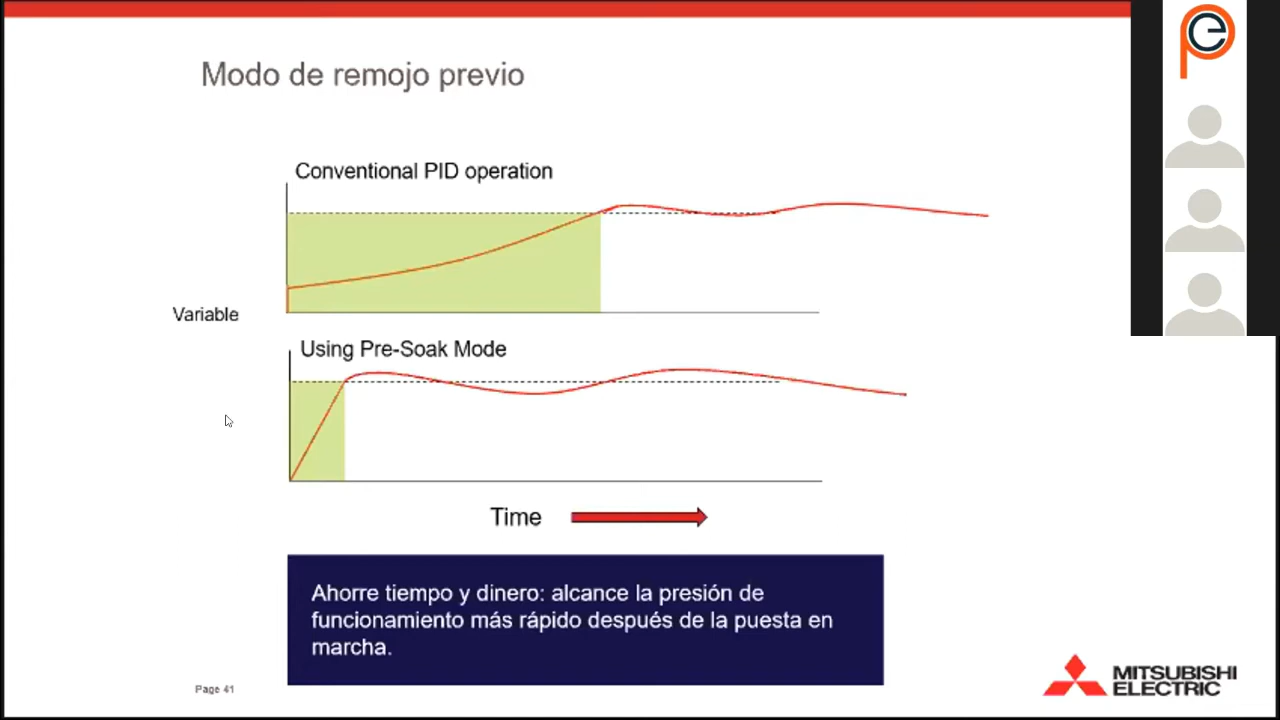 Modo de remojo previo
Conventional PID operation
Variable
Using Pre-Soak Mode
Time
Ahorre tiempo y dinero: alcance la presión de
funcionamiento más rápido después de la puesta en
marcha.
Page 41
MITSUBISHI
ELECTRIC